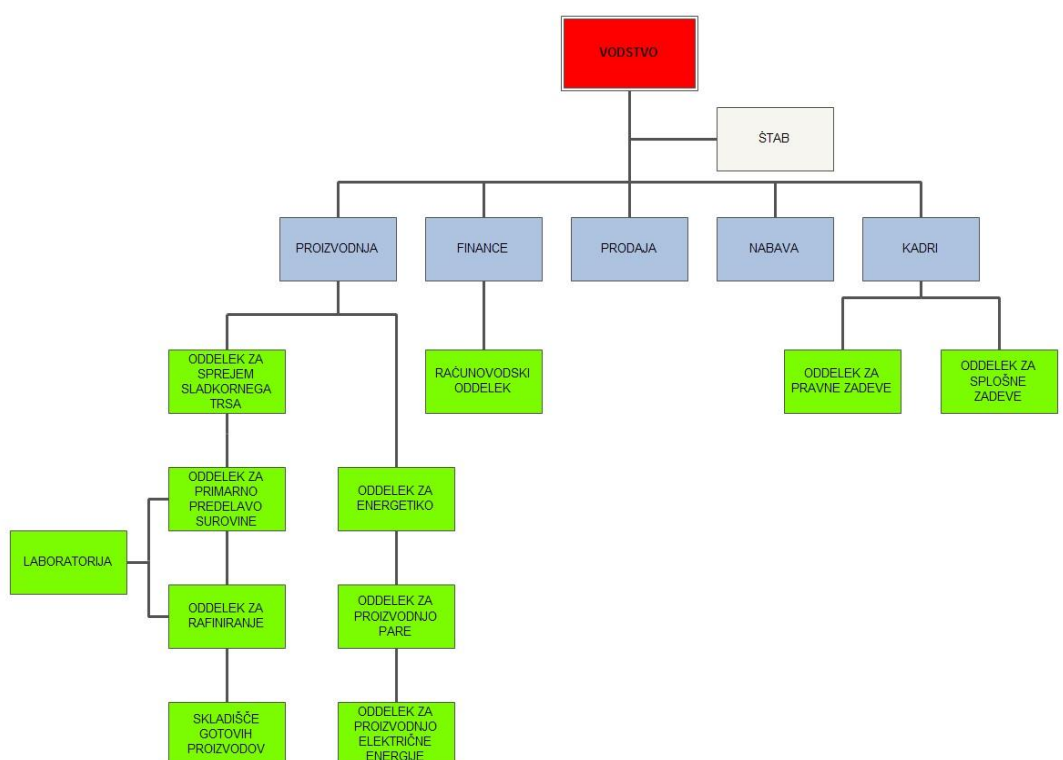 VODSTVO
ŠTAB
PROIZVODNJA
FINANCE
PRODAJA
NABAVA
KADRI
ODDELEK ZA
SPREJEM
SLADKORNEGA
TRSA
RAČUNOVODSKI
ODDELEK
ODDELEK ZA
PRAVNE ZADEVE
ODDELEK ZA
SPLOŠNE
ZADEVE
ODDELEK ZA
PRIMARNO
PREDELAVO
SUROVINE
ODDELEK ZA
ENERGETIKO
LABORATORIJA
ODDELEK ZA
RAFINIRANJE
ODDELEK ZA
PROIZVODNJO
PARE
SKLADIŠČE
GOTOVIH
PROIZVODOV
ODDELEK ZA
PROIZVODNJO
ELEKTRIČNE
ENERGIJE